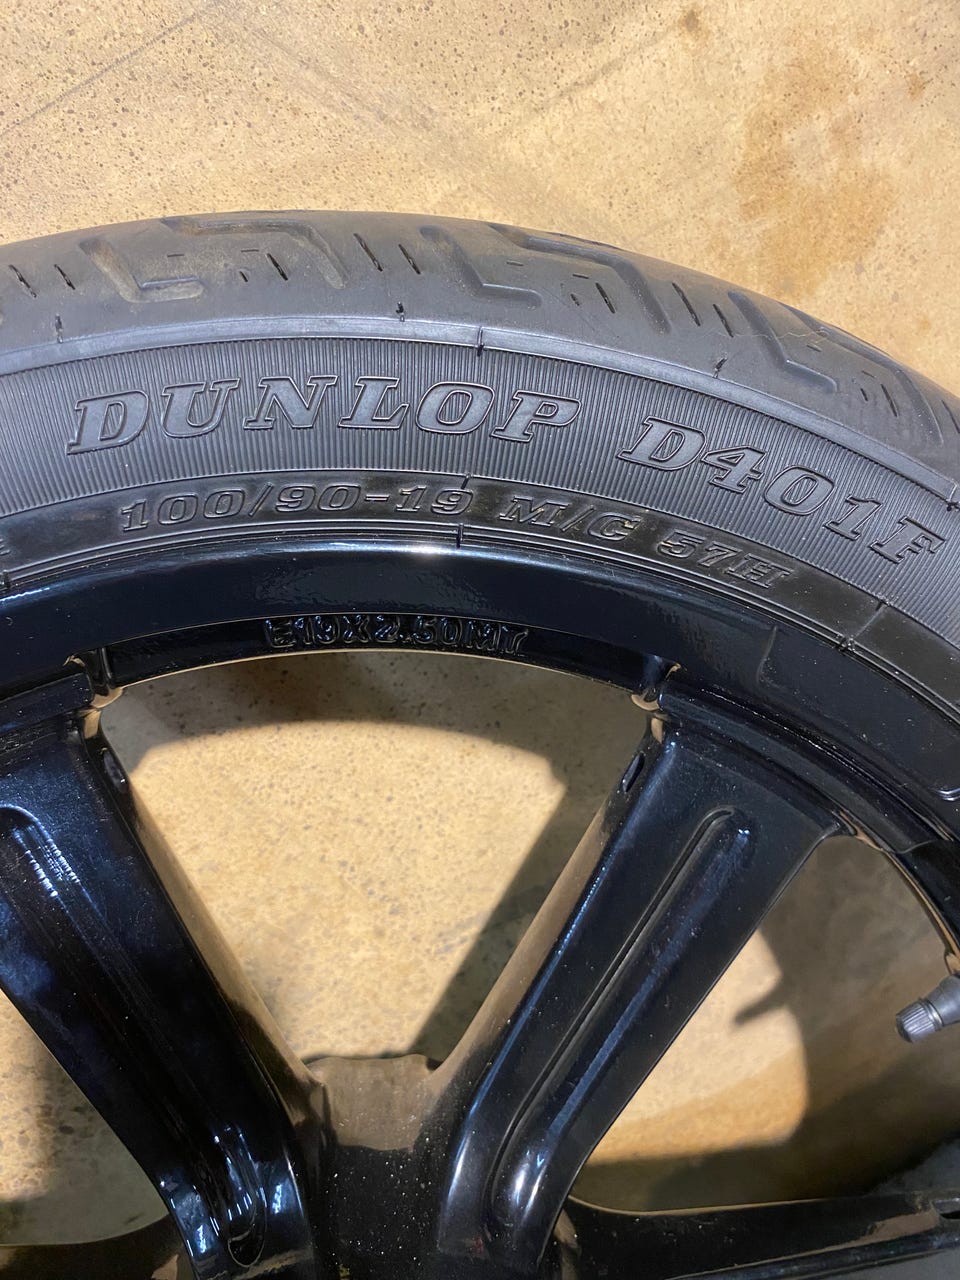 DUNLOP D401F
100/90-19 M/C 57H
E19X2.50MT